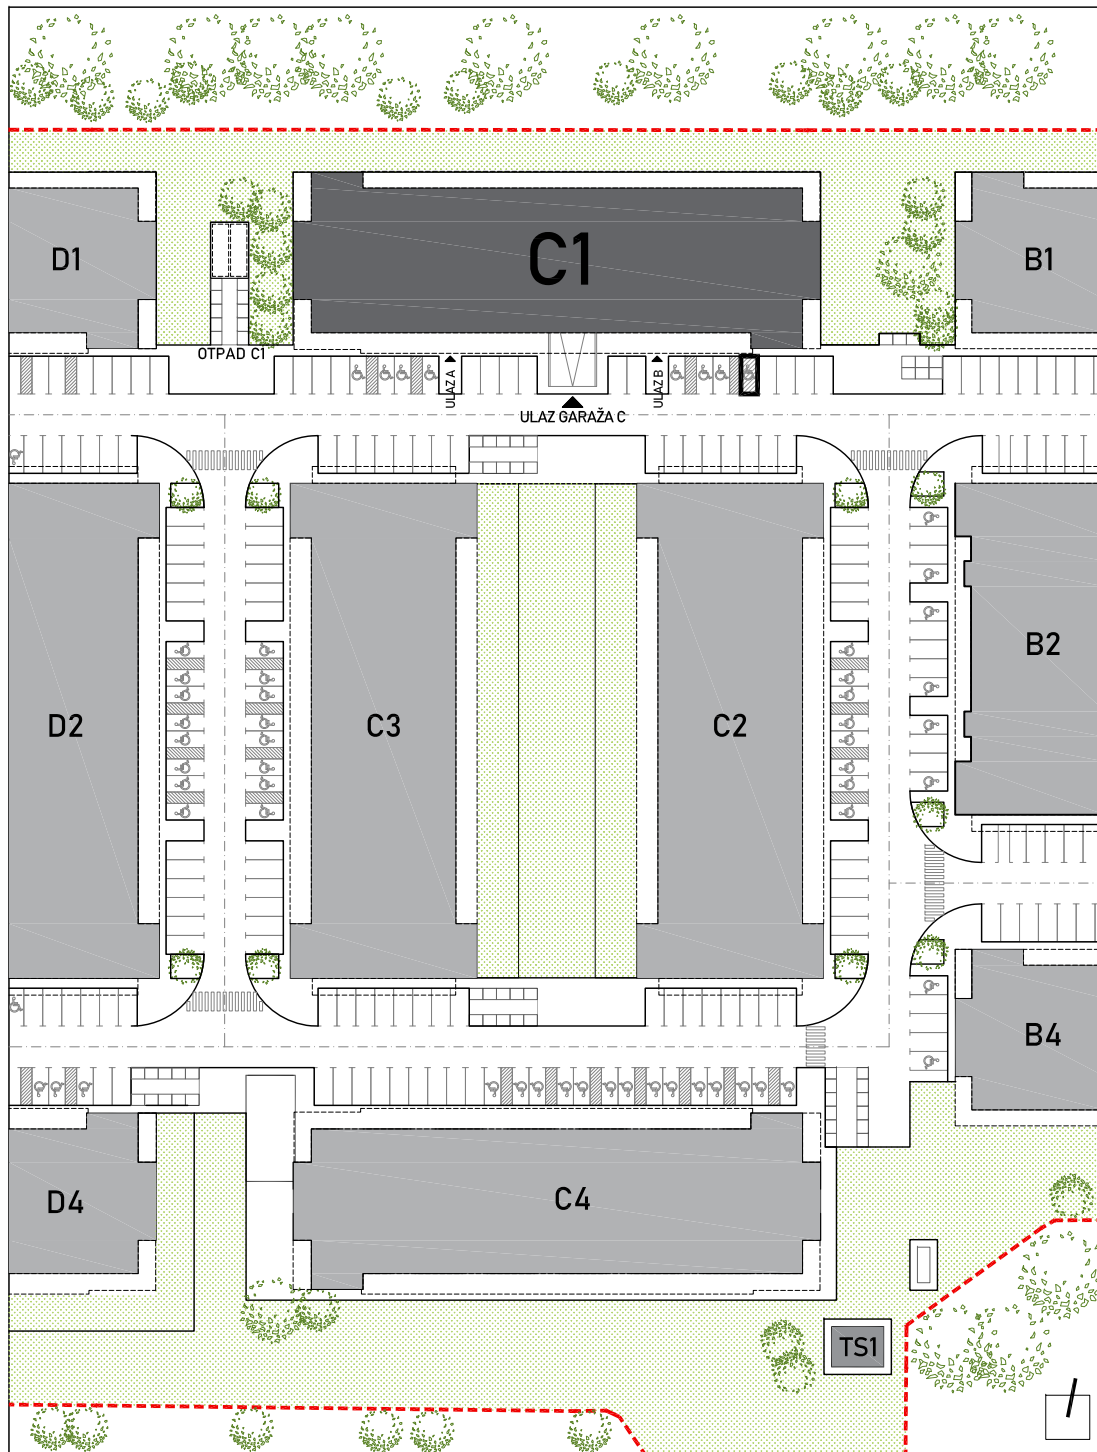 D1
C1
B1
OTPAD C1
ULAZ A
ULAZ B
ULAZ GARAŽA C
D2
C3
C2
B2
B4
D4
C4
TS1